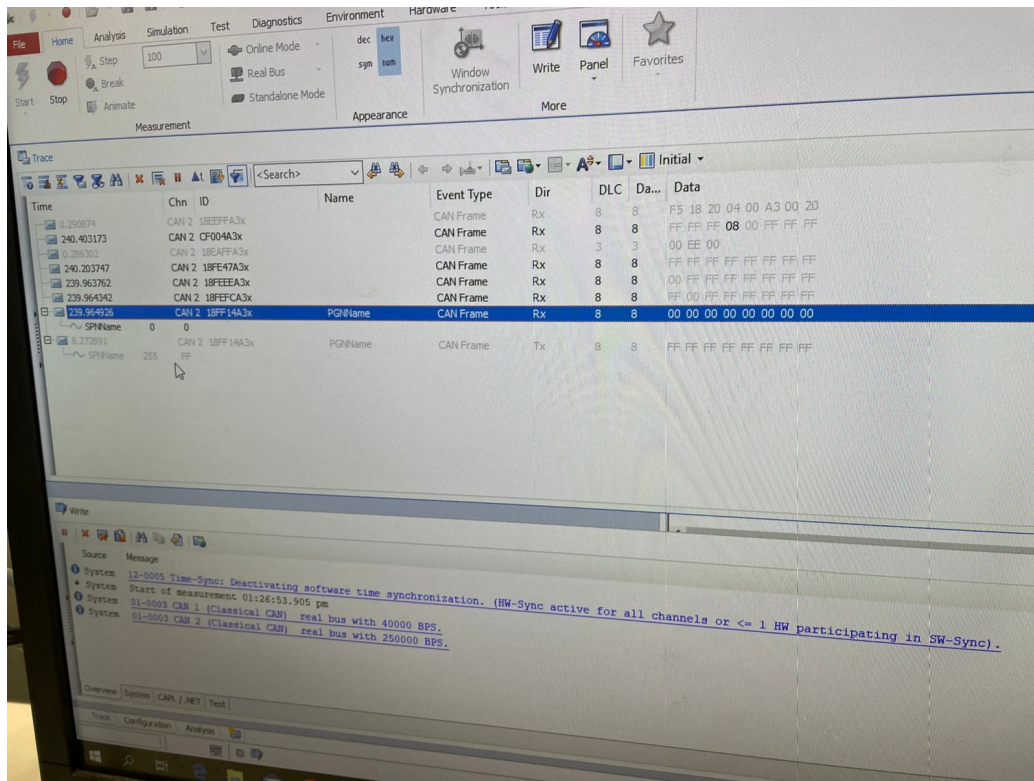 File Home Analysis Simulation Test Diagnostics Environment Hardware
Start
Stop
Step
Break
Animate
100
Measurement
Online Mode
Real Bus
Standalone Mode
dec hex
sym num
Appearance
Window
Synchronization
Write
Panel
Favorites
More
Trace
<Search>
Initial
Time Chn ID Name Event Type Dir DLC Da... Data
0.290874 CAN 2 18EEFFA3x CAN Frame Rx 8 8 F5 18 20 04 00 A3 00 20
240.403173 CAN 2 CF004A3x CAN Frame Rx 8 8 FF FF FF 08 00 FF FF FF
0.286302 CAN 2 18EAFFA3x CAN Frame Rx 3 3 00 EE 00
240.203747 CAN 2 18FE47A3x CAN Frame Rx 8 8 FF FF FF FF FF FF FF FF
239.963762 CAN 2 18FEEEA3x CAN Frame Rx 8 8 00 FF FF FF FF FF FF FF
239.964342 CAN 2 18FEFCA3x CAN Frame Rx 8 8 FF 00 FF FF FF FF FF FF
239.964926 CAN 2 18FF14A3x PGNName CAN Frame Rx 8 8 00 00 00 00 00 00 00 00
SPNName 0 0
8.272891 CAN 2 18FF14A3x PGNName CAN Frame Tx 8 8 FF FF FF FF FF FF FF FF
SPNName 255 FF
Write
Source Message
System 12-0005 Time-Sync: Deactivating software time synchronization. (HW-Sync active for all channels or <= 1 HW participating in SW-Sync).
System Start of measurement 01:26:53.905 pm
System 01-0003 CAN 1 (Classical CAN) real bus with 40000 BPS.
System 01-0003 CAN 2 (Classical CAN) real bus with 250000 BPS.
Overview System CAPL / .NET Test
Trace Configuration Analysis